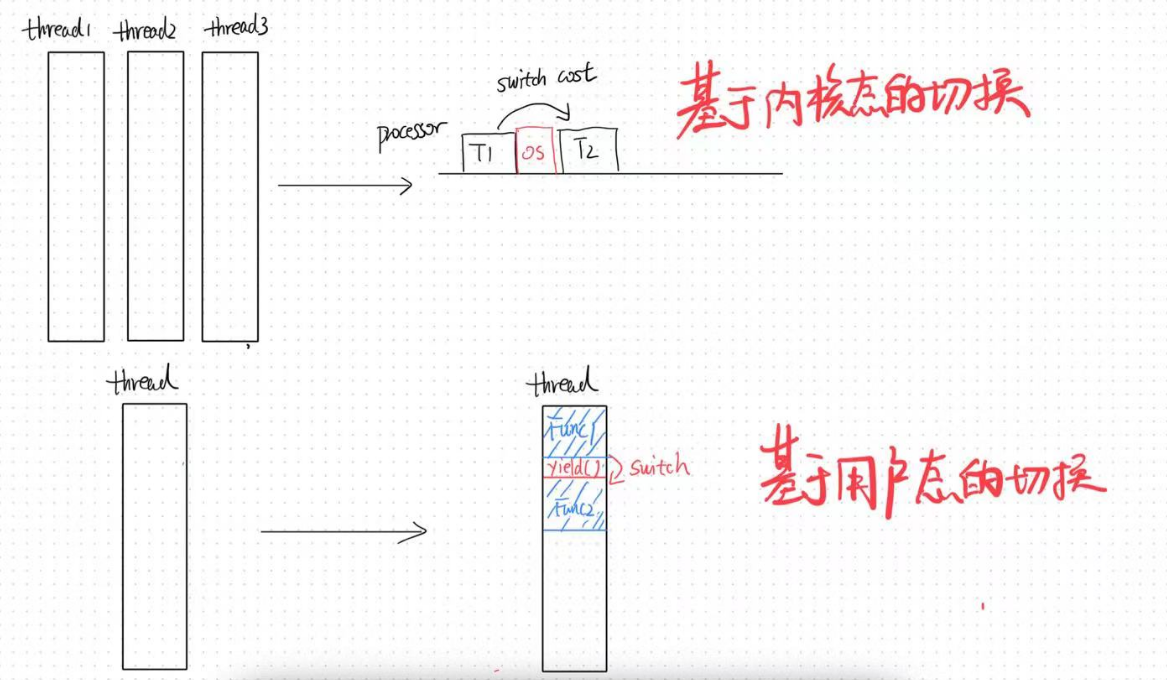 thread1 thread2 thread3
switch cost
processor
T1 OS T2
基于内核态的切换
thread
thread
func1
yield() switch
func2
基于用户态的切换